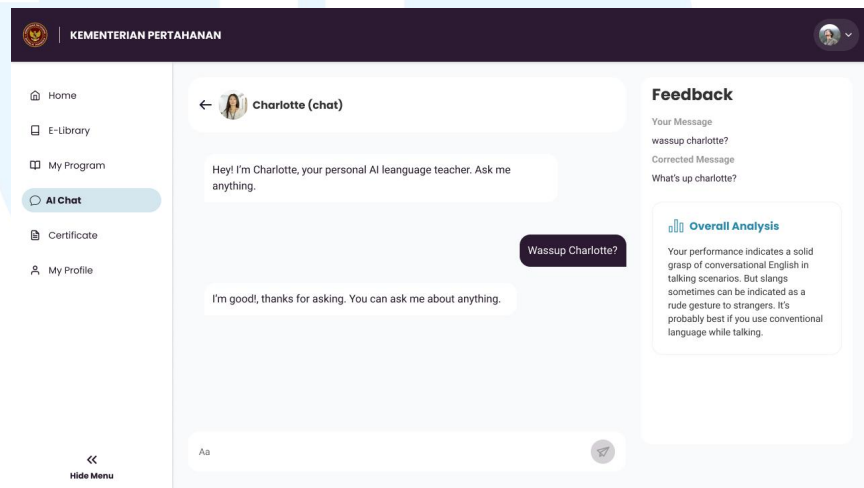 KEMENTERIAN PERTAHANAN
Home
E-Library
My Program
AI Chat
Certificate
My Profile
Hide Menu
Charlotte (chat)
Hey! I'm Charlotte, your personal AI leanguage teacher. Ask me
anything.
Wassup Charlotte?
I'm good!, thanks for asking. You can ask me about anything.
Aa
Feedback
Your Message
wassup charlotte?
Corrected Message
What's up charlotte?
Overall Analysis
Your performance indicates a solid
grasp of conversational English in
talking scenarios. But slangs
sometimes can be indicated as a
rude gesture to strangers. It's
probably best if you use conventional
language while talking.